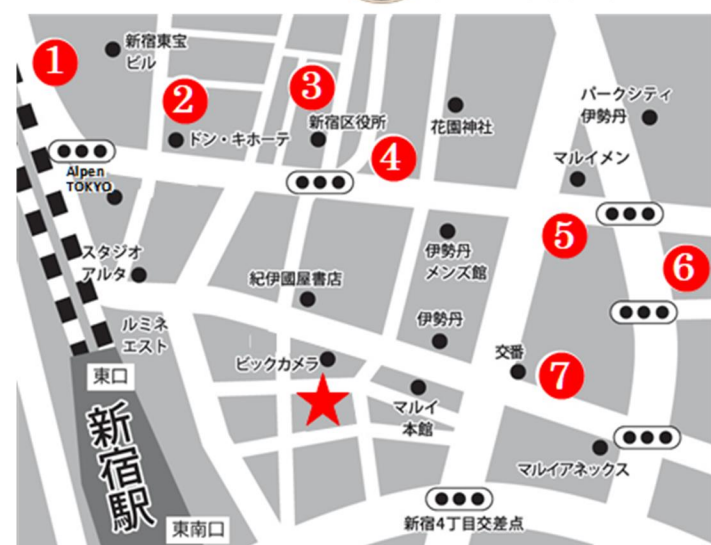 1
新宿東宝
ビル
2
ドン・キホーテ
3
新宿区役所
4
花園神社
パークシティ
伊勢丹
マルイメン
Alpen
TOKYO
5
6
スタジオ
アルタ
伊勢丹
メンズ館
紀伊國屋書店
ルミネ
エスト
伊勢丹
ビックカメラ
交番
7
東口
マルイ
本館
新宿駅
マルイアネックス
東南口
新宿4丁目交差点